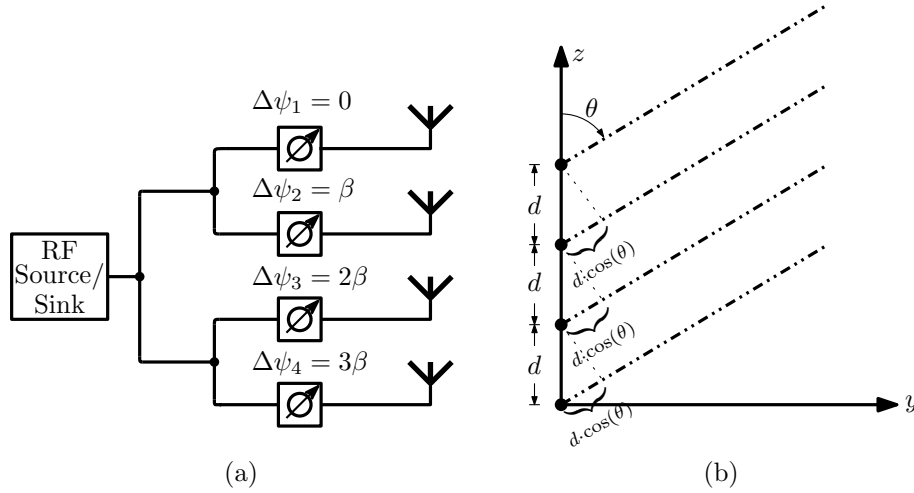 Δψ₁ = 0
Δψ₂ = β
RF
Source/
Sink
Δψ₃ = 2β
Δψ₄ = 3β
(a)
z
θ
d
d
d
d·cos(θ)
d·cos(θ)
d·cos(θ)
y
(b)